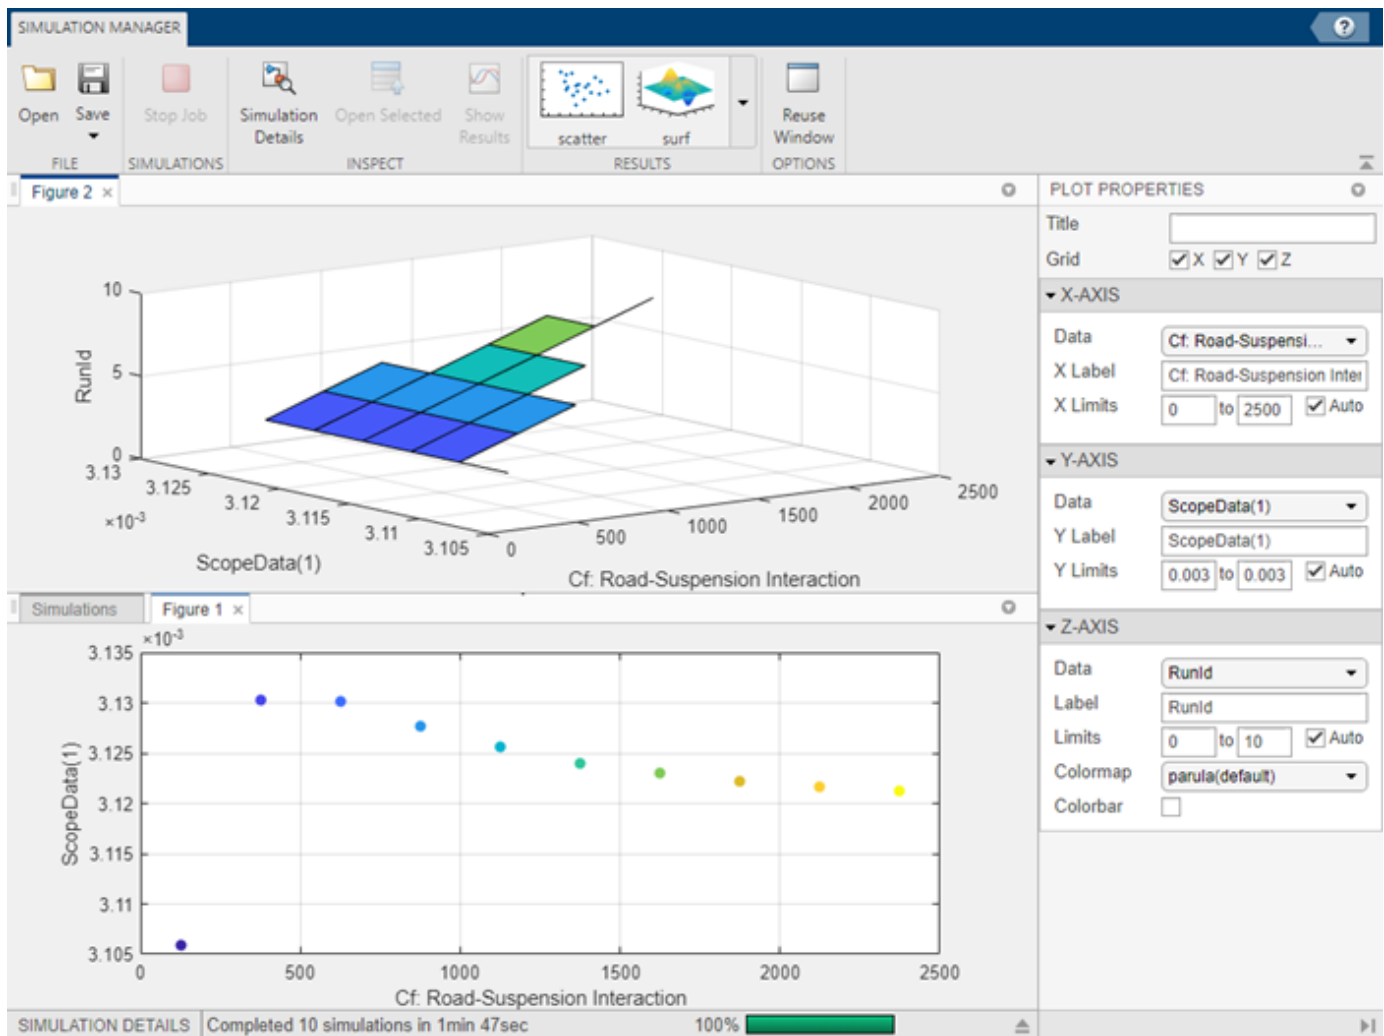 SIMULATION MANAGER
?
Open
Save
Stop Job
Simulation Details
Open Selected
Show Results
scatter
surf
Reuse Window
FILE
SIMULATIONS
INSPECT
RESULTS
OPTIONS
Figure 2 ×
10
5
0
RunId
3.13
3.125
3.12
3.115
3.11
3.105
×10-3
ScopeData(1)
0
500
1000
1500
2000
2500
Cf: Road-Suspension Interaction
Simulations
Figure 1 ×
×10-3
3.135
3.13
3.125
3.12
3.115
3.11
3.105
ScopeData(1)
0
500
1000
1500
2000
2500
Cf: Road-Suspension Interaction
PLOT PROPERTIES
Title
Grid X Y Z
X-AXIS
Data Cf: Road-Suspensi...
X Label Cf: Road-Suspension Inter
X Limits 0 to 2500 Auto
Y-AXIS
Data ScopeData(1)
Y Label ScopeData(1)
Y Limits 0.003 to 0.003 Auto
Z-AXIS
Data RunId
Label RunId
Limits 0 to 10 Auto
Colormap parula(default)
Colorbar
SIMULATION DETAILS Completed 10 simulations in 1min 47sec 100%